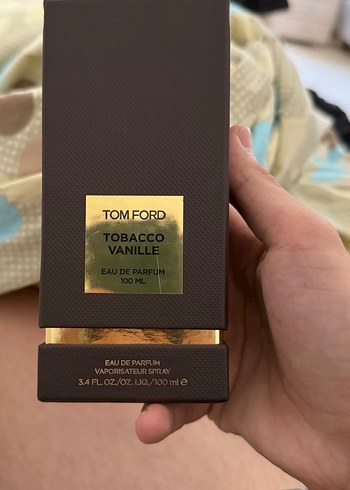 TOM FORD
TOBACCO
VANILLE
EAU DE PARFUM
100 ML
EAU DE PARFUM
VAPORISATEUR SPRAY
3.4 FL. OZ./OZ. LIQ./100 ml ℮